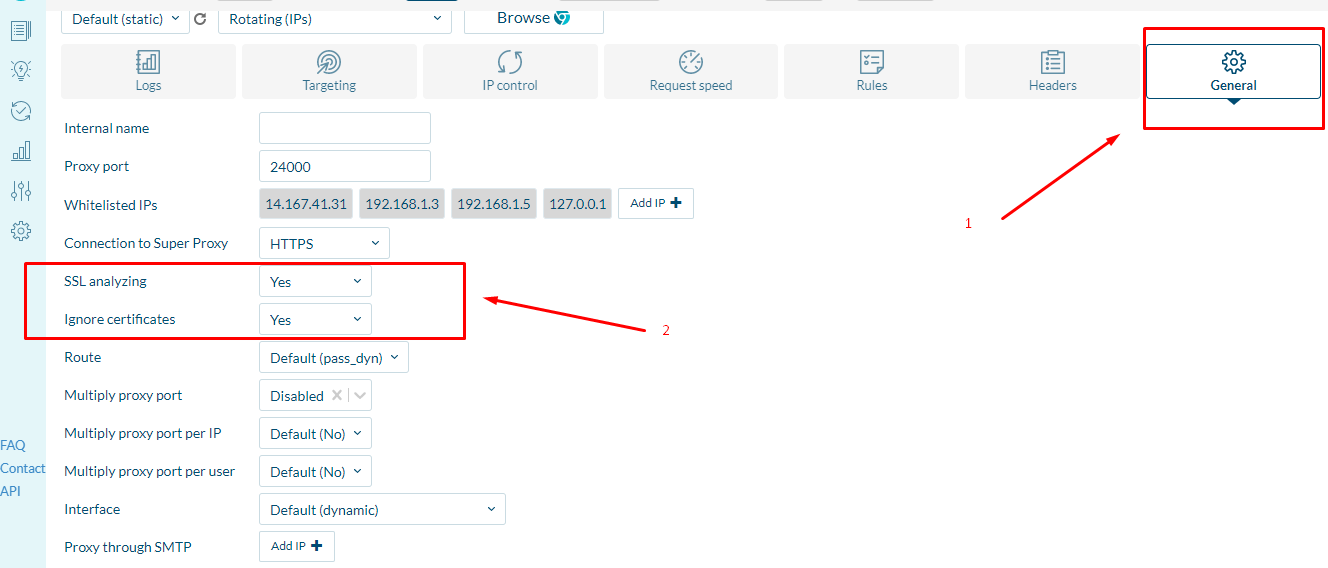 Default (static) Rotating (IPs) Browse
Logs Targeting IP control Request speed Rules Headers General
Internal name
Proxy port 24000
Whitelisted IPs 14.167.41.31 192.168.1.3 192.168.1.5 127.0.0.1 Add IP +
1
Connection to Super Proxy HTTPS
SSL analyzing Yes
Ignore certificates Yes
2
Route Default (pass_dyn)
Multiply proxy port Disabled
Multiply proxy port per IP Default (No)
FAQ
Multiply proxy port per user Default (No)
Contact
API
Interface Default (dynamic)
Proxy through SMTP Add IP +